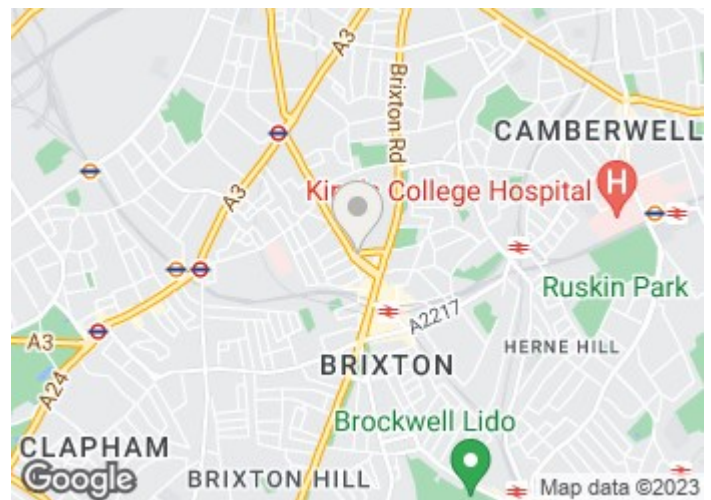 A3
Brixton Rd
CAMBERWELL
A3
King's College Hospital
H
Ruskin Park
A2217
A3
HERNE HILL
BRIXTON
A24
Brockwell Lido
CLAPHAM
Google
BRIXTON HILL
Map data ©2023